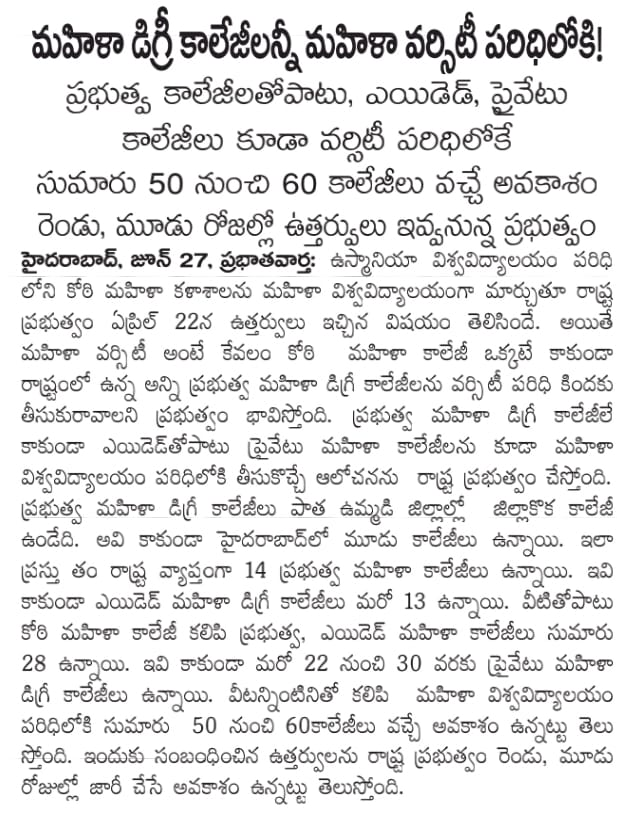 మహిళా డిగ్రీ కాలేజీలన్నీ మహిళా వర్సిటీ పరిధిలోకి!
ప్రభుత్వ కాలేజీలతోపాటు, ఎయిడెడ్, ప్రైవేటు
కాలేజీలు కూడా వర్సిటీ పరిధిలోకే
సుమారు 50 నుంచి 60 కాలేజీలు వచ్చే అవకాశం
రెండు, మూడు రోజుల్లో ఉత్తర్వులు ఇవ్వనున్న ప్రభుత్వం
హైదరాబాద్, జూన్ 27, ప్రభాతవార్త: ఉస్మానియా విశ్వవిద్యాలయం పరిధి
లోని కోఠి మహిళా కళాశాలను మహిళా విశ్వవిద్యాలయంగా మార్చుతూ రాష్ట్ర
ప్రభుత్వం ఏప్రిల్ 22న ఉత్తర్వులు ఇచ్చిన విషయం తెలిసిందే. అయితే
మహిళా వర్సిటీ అంటే కేవలం కోఠి మహిళా కాలేజీ ఒక్కటే కాకుండా
రాష్ట్రంలో ఉన్న అన్ని ప్రభుత్వ మహిళా డిగ్రీ కాలేజీలను వర్సిటీ పరిధి కిందకు
తీసుకురావాలని ప్రభుత్వం భావిస్తోంది. ప్రభుత్వ మహిళా డిగ్రీ కాలేజీలే
కాకుండా ఎయిడెడ్‌తోపాటు ప్రైవేటు మహిళా కాలేజీలను కూడా మహిళా
విశ్వవిద్యాలయం పరిధిలోకి తీసుకొచ్చే ఆలోచనను రాష్ట్ర ప్రభుత్వం చేస్తోంది.
ప్రభుత్వ మహిళా డిగ్రీ కాలేజీలు పాత ఉమ్మడి జిల్లాల్లో జిల్లాకొక కాలేజీ
ఉండేది. అవి కాకుండా హైదరాబాద్‌లో మూడు కాలేజీలు ఉన్నాయి. ఇలా
ప్రస్తు తం రాష్ట్ర వ్యాప్తంగా 14 ప్రభుత్వ మహిళా కాలేజీలు ఉన్నాయి. ఇవి
కాకుండా ఎయిడెడ్ మహిళా డిగ్రీ కాలేజీలు మరో 13 ఉన్నాయి. వీటితోపాటు
కోఠి మహిళా కాలేజీ కలిపి ప్రభుత్వ, ఎయిడెడ్ మహిళా కాలేజీలు సుమారు
28 ఉన్నాయి. ఇవి కాకుండా మరో 22 నుంచి 30 వరకు ప్రైవేటు మహిళా
డిగ్రీ కాలేజీలు ఉన్నాయి. వీటన్నింటినితో కలిపి మహిళా విశ్వవిద్యాలయం
పరిధిలోకి సుమారు 50 నుంచి 60కాలేజీలు వచ్చే అవకాశం ఉన్నట్టు తెలు
స్తోంది. ఇందుకు సంబంధించిన ఉత్తర్వులను రాష్ట్ర ప్రభుత్వం రెండు, మూడు
రోజుల్లో జారీ చేసే అవకాశం ఉన్నట్టు తెలుస్తోంది.